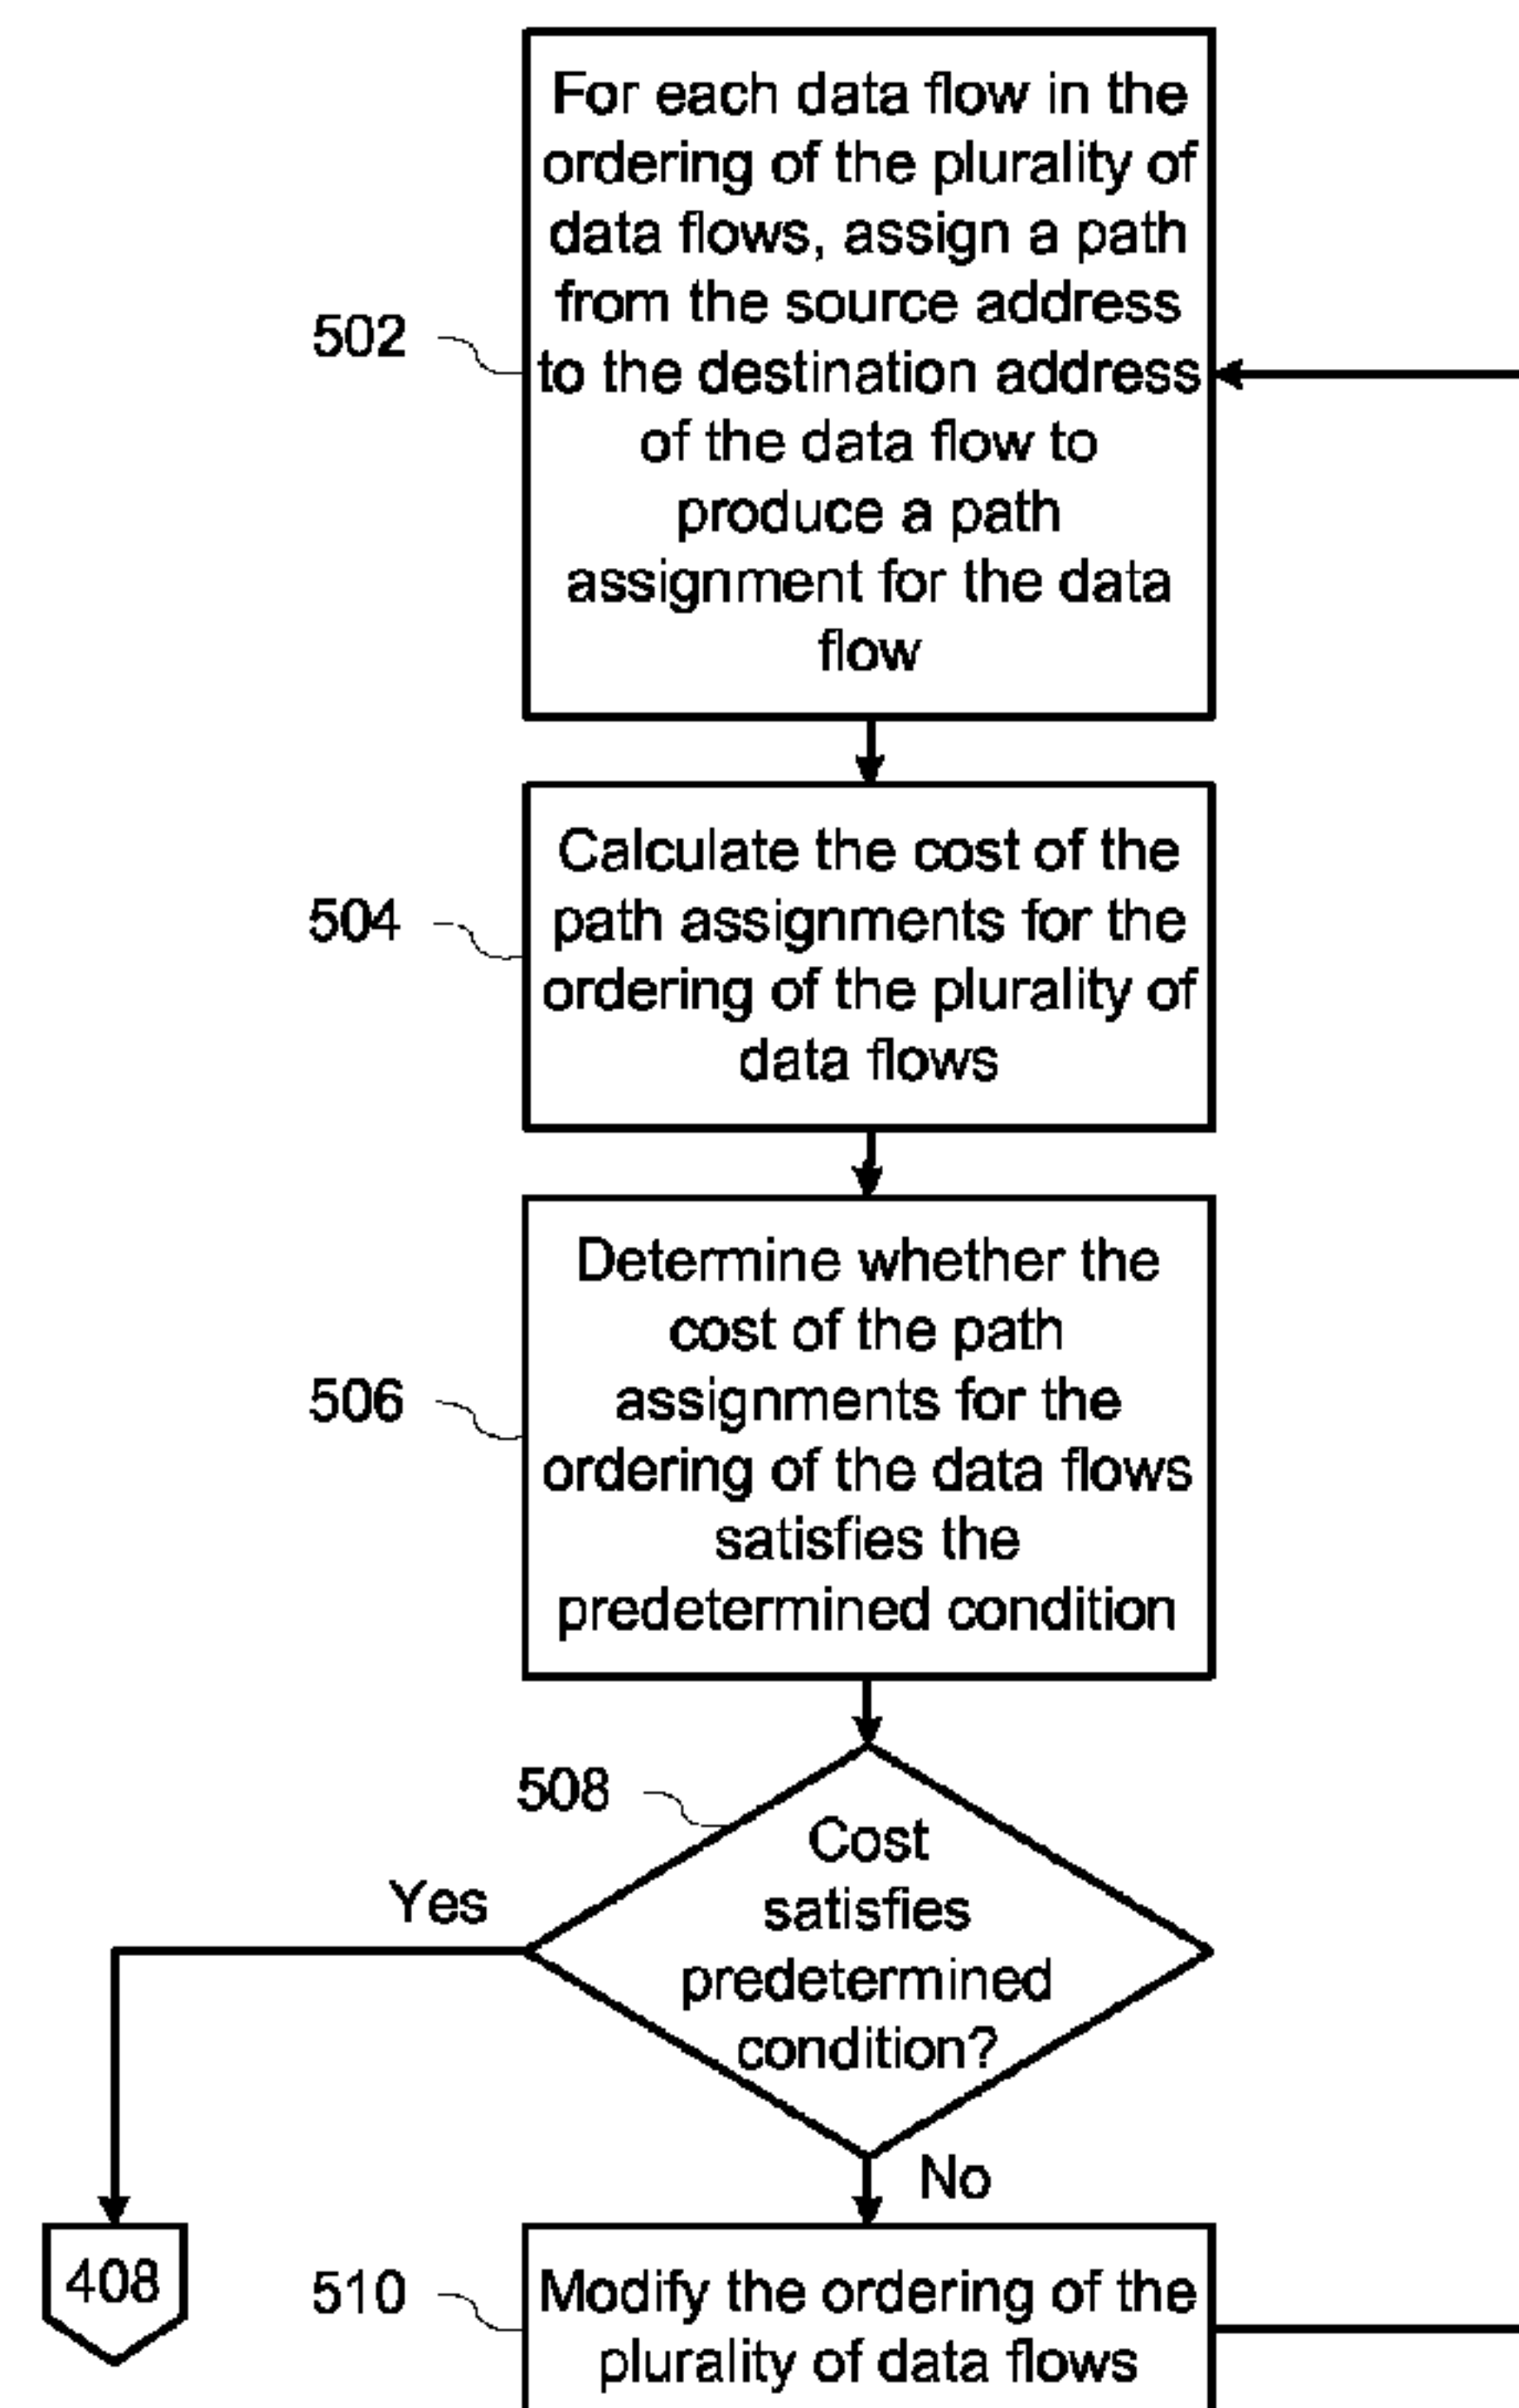 For each data flow in the
ordering of the plurality of
data flows, assign a path
from the source address
to the destination address
of the data flow to
produce a path
assignment for the data
flow
502
Calculate the cost of the
path assignments for the
ordering of the plurality of
data flows
504
Determine whether the
cost of the path
assignments for the
ordering of the data flows
satisfies the
predetermined condition
506
508
Cost
satisfies
predetermined
condition?
Yes
No
408
510
Modify the ordering of the
plurality of data flows